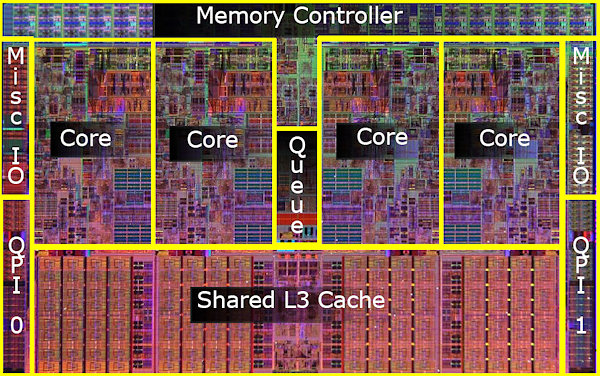 Memory Controller
Misc IO
Core
Core
Queue
Core
Core
Misc IO
QPI 0
Shared L3 Cache
QPI 1